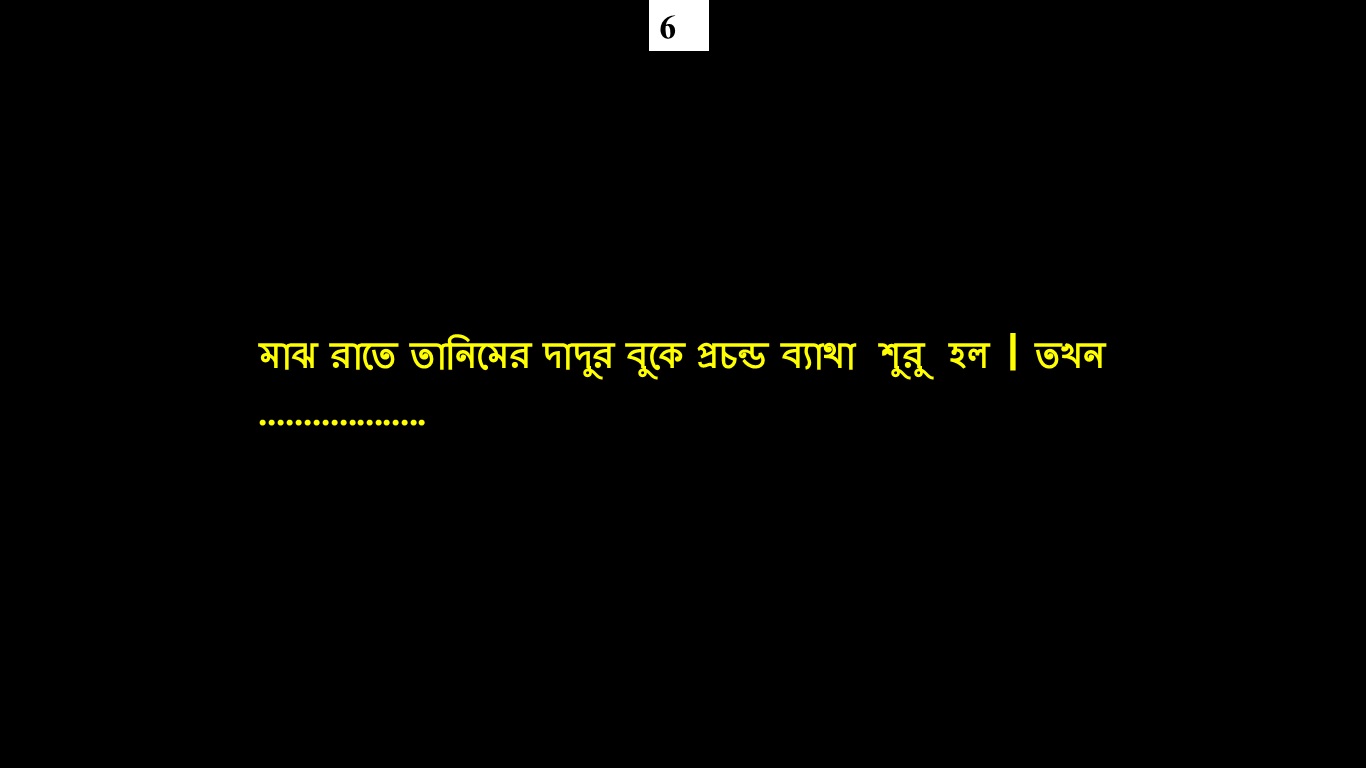 6
মাঝ রাতে তানিমের দাদুর বুকে প্রচন্ড ব্যাথা শুরু হল | তখন
...................